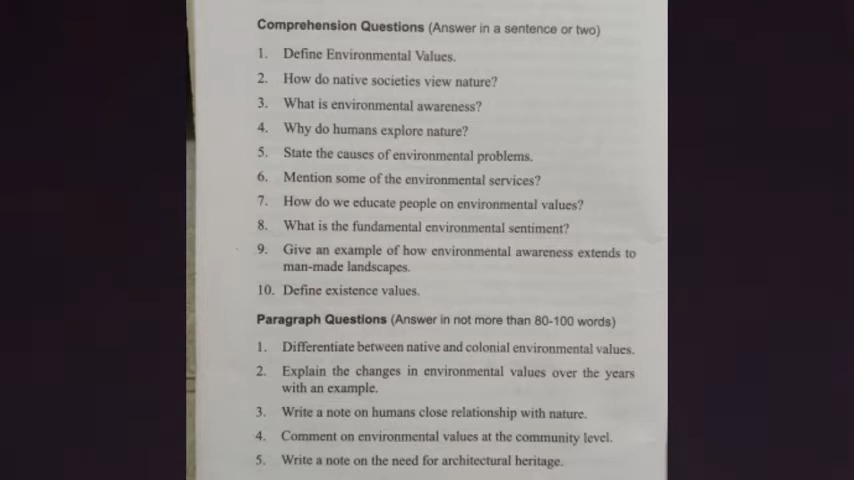 Comprehension Questions (Answer in a sentence or two)
1. Define Environmental Values.
2. How do native societies view nature?
3. What is environmental awareness?
4. Why do humans explore nature?
5. State the causes of environmental problems.
6. Mention some of the environmental services?
7. How do we educate people on environmental values?
8. What is the fundamental environmental sentiment?
9. Give an example of how environmental awareness extends to
man-made landscapes.
10. Define existence values.
Paragraph Questions (Answer in not more than 80-100 words)
1. Differentiate between native and colonial environmental values.
2. Explain the changes in environmental values over the years
with an example.
3. Write a note on humans close relationship with nature.
4. Comment on environmental values at the community level.
5. Write a note on the need for architectural heritage.